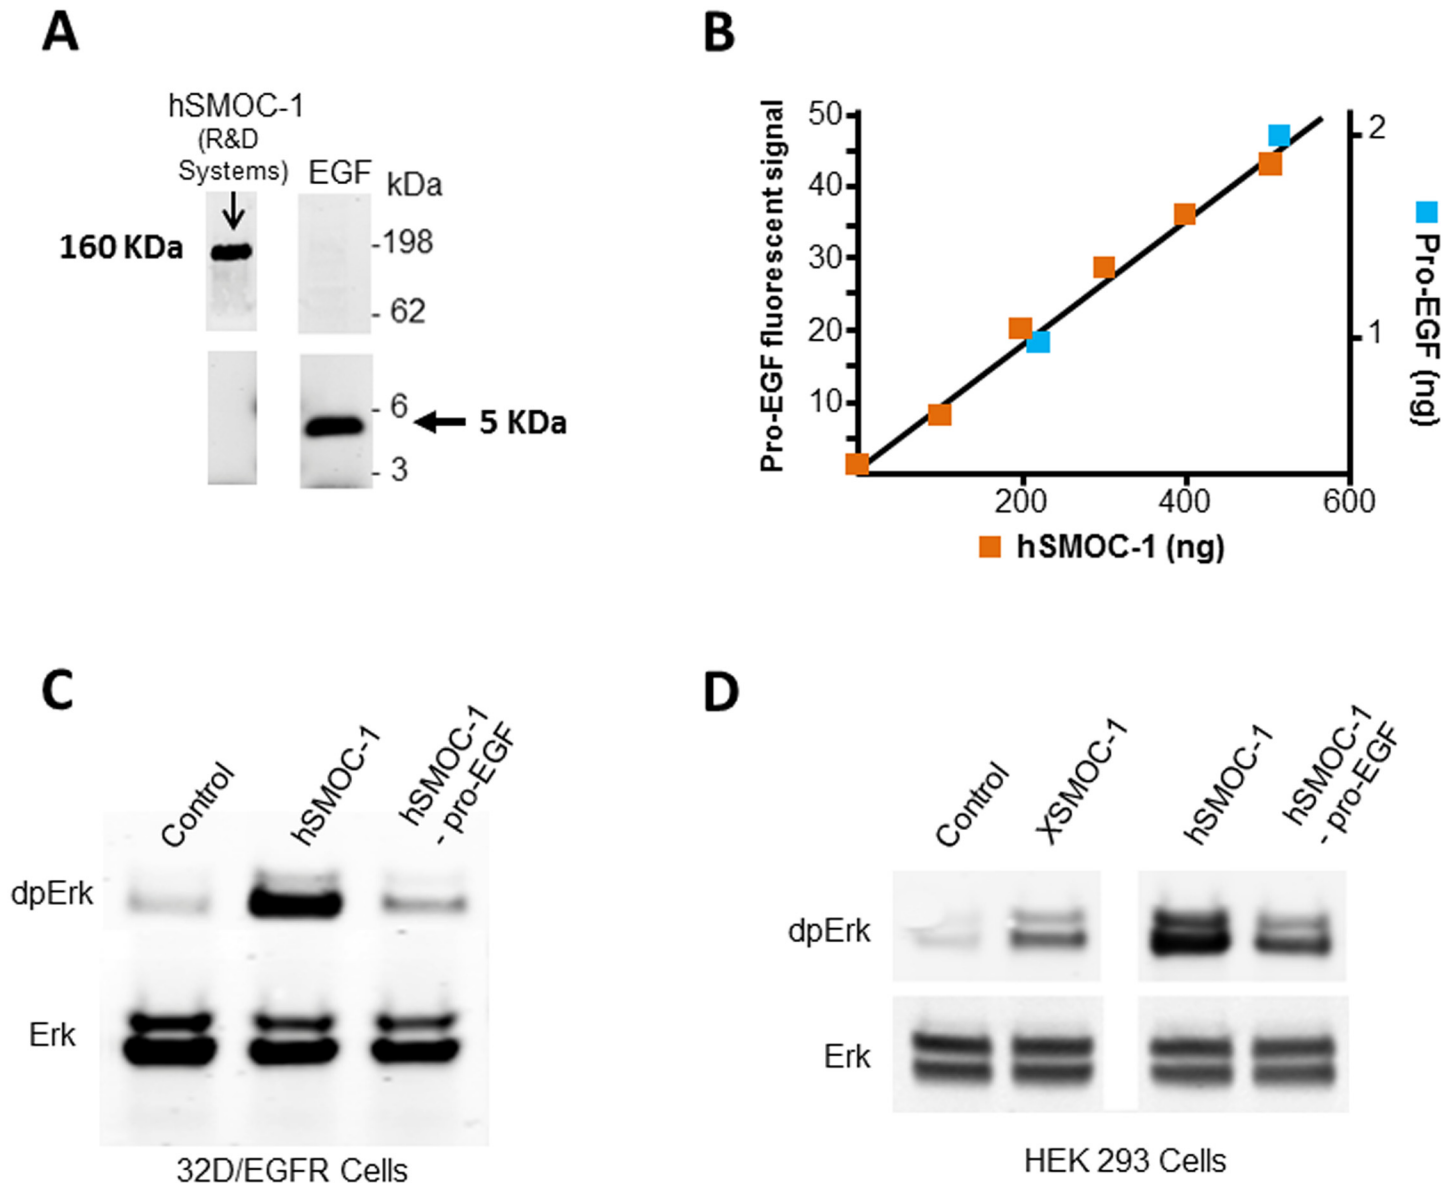 A
hSMOC-1
(R&D
Systems)
EGF
kDa
160 KDa
-198
- 62
- 6
5 KDa
- 3
B
Pro-EGF fluorescent signal
50
40
30
20
10
2
1
Pro-EGF (ng)
200
400
600
hSMOC-1 (ng)
C
Control
hSMOC-1
hSMOC-1
- pro-EGF
dpErk
Erk
32D/EGFR Cells
D
Control
XSMOC-1
hSMOC-1
hSMOC-1
- pro-EGF
dpErk
Erk
HEK 293 Cells